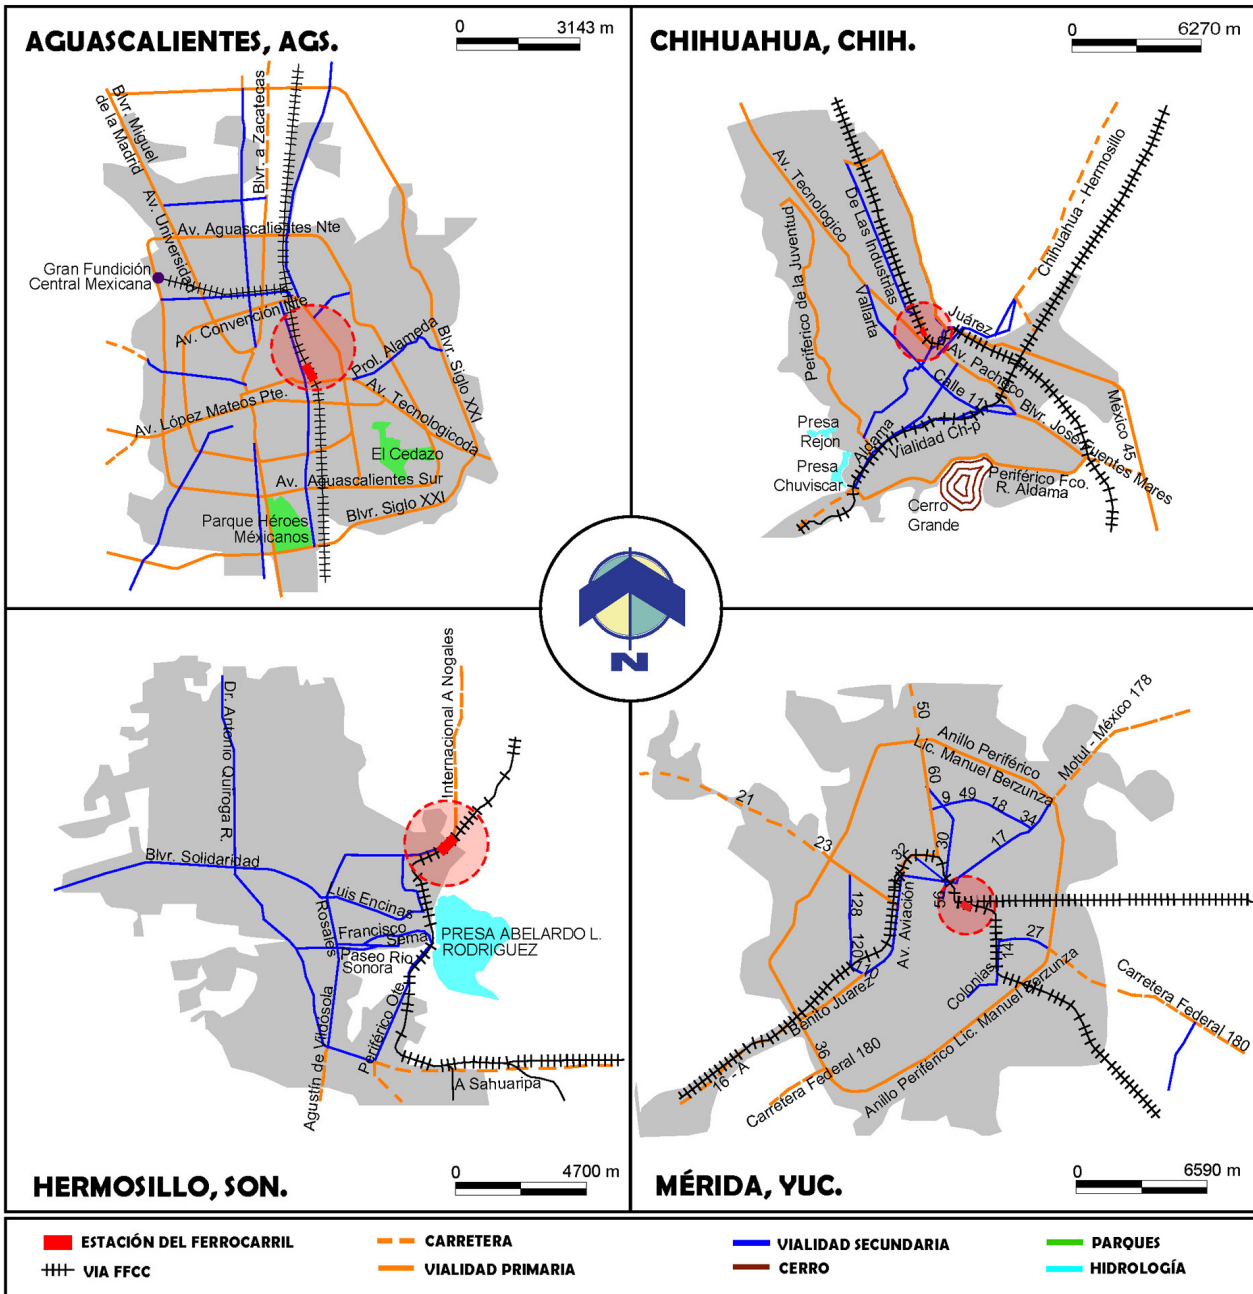 AGUASCALIENTES, AGS.
0 3143 m
Blvr. Miguel
de la Madrid
Blvr. a Zacatecas
Av. Universidad
Av. Aguascalientes Nte
Gran Fundición
Central Mexicana
Av. Convención Nte
Prol. Alameda
Blvr. Siglo XXI
Av. López Mateos Pte.
Av. Tecnologicoda
El Cedazo
Av. Aguascalientes Sur
Blvr. Siglo XXI
Parque Héroes
Méxicanos
CHIHUAHUA, CHIH.
0 6270 m
Av. Tecnologico
De Las Industrias
Chihuahua - Hermosillo
Periferico de la Juventud
Vallarta
Juárez
Av. Pacheco
Calle 11
México 45
Blvr. José Fuentes Mares
Presa
Rejon
Aldama
Vialidad Ch-p
Presa
Chuviscar
Periférico Fco.
R. Aldama
Cerro
Grande
N
HERMOSILLO, SON.
0 4700 m
Dr. Antonio Quiroga R.
Internacional A Nogales
Blvr. Solidaridad
Luis Encinas
Rosales
Francisco
Serna
Paseo Rio
Sonora
PRESA ABELARDO L.
RODRIGUEZ
Periférico Ote.
Agustín de Vildósola
A Sahuaripa
MÉRIDA, YUC.
0 6590 m
50
Anillo Periférico
Lic. Manuel Berzunza
Motul - México 178
60
9
49
18
34
21
23
32
30
17
59
128
Av. Aviacion
120
110
14
27
Colonias
Benito Juarez
36
16 - A
Carretera Federal 180
Anillo Periférico Lic. Manuel Berzunza
Carretera Federal 180
ESTACIÓN DEL FERROCARRIL
VIA FFCC
CARRETERA
VIALIDAD PRIMARIA
VIALIDAD SECUNDARIA
CERRO
PARQUES
HIDROLOGÍA